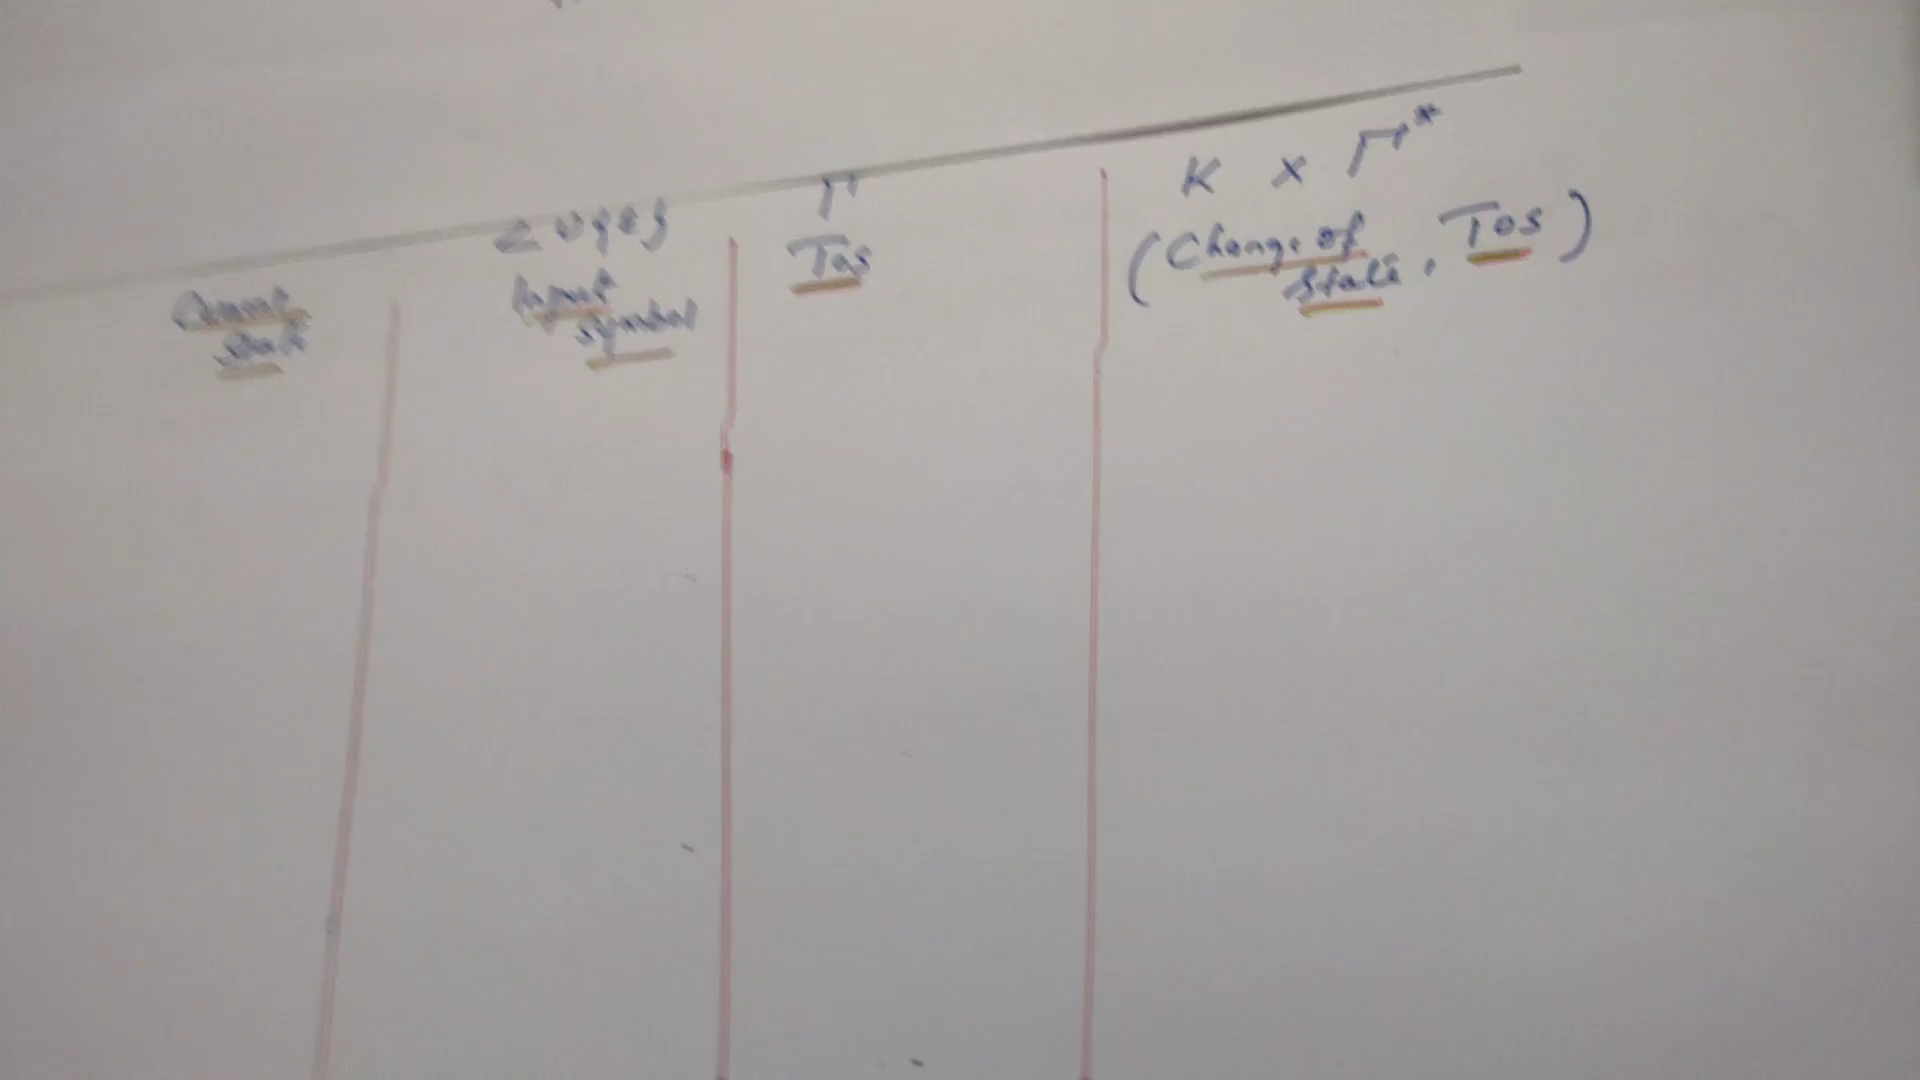 K × Γ*
Σ ∪ {ε}
Γ
(Change of State, Tos)
Tos
Current State
Input symbol